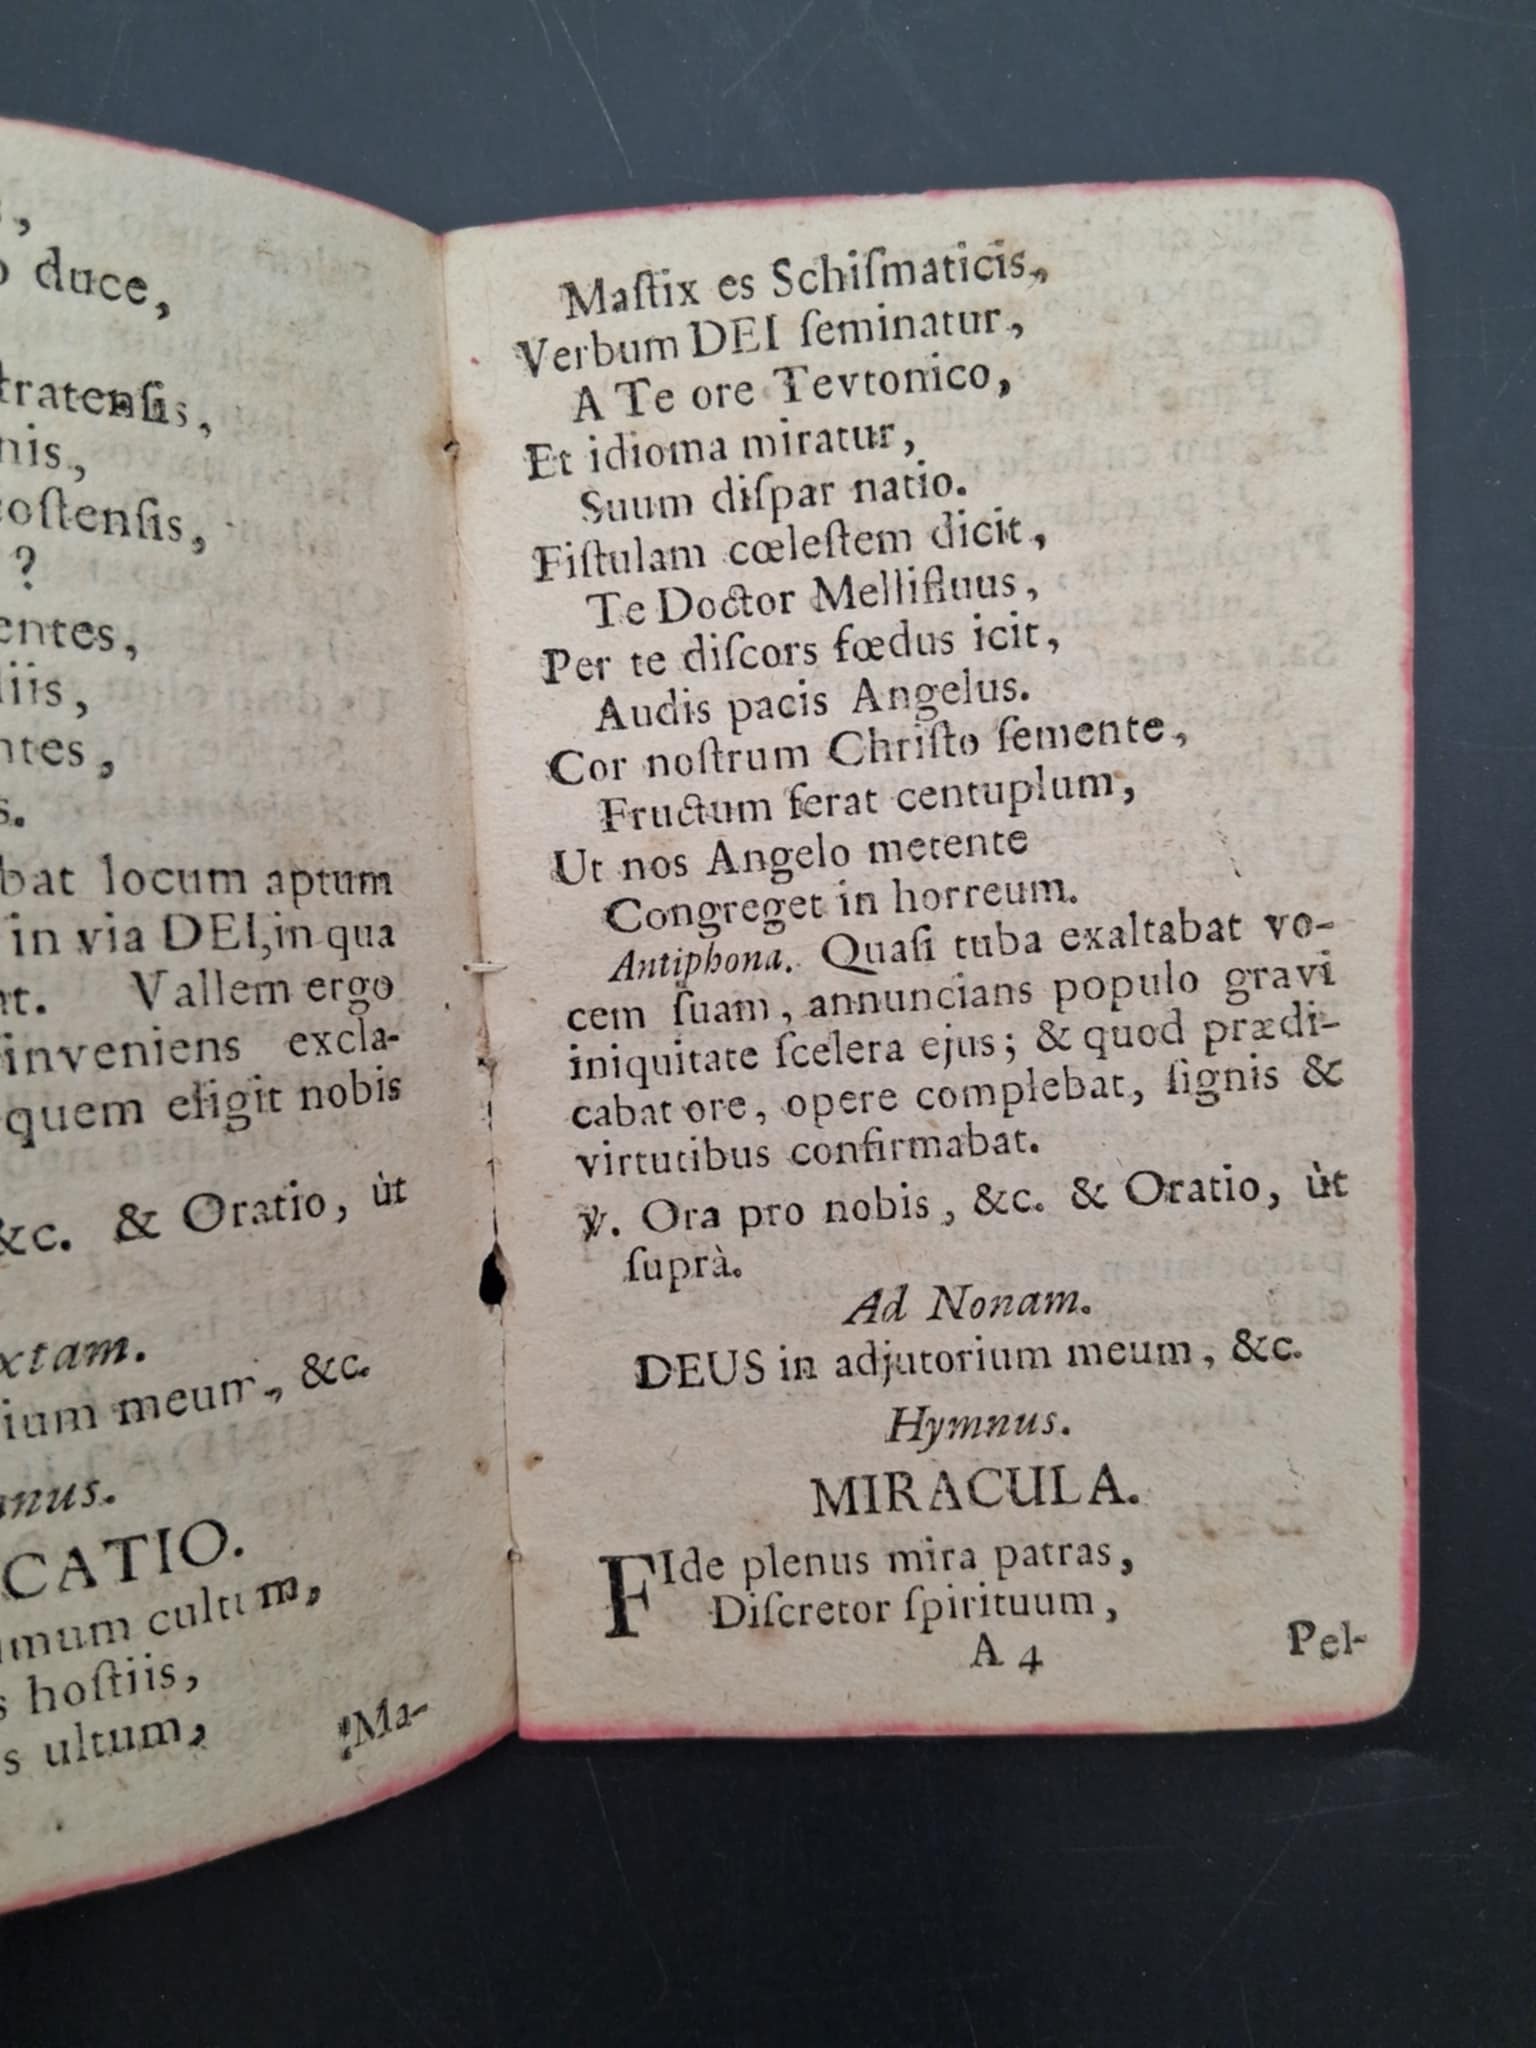 o duce,
tratensis,
nis,
costensis,
?
entes,
liis,
ntes,
s.
bat locum aptum
in via DEI, in qua
nt. Vallem ergo
inveniens excla-
quem eligit nobis
&c. & Oratio, ùt
xtam.
ium meum, &c.
nus.
CATIO.
mum cultum,
s hoſtiis,
s ultum,
Ma-
Maſtix es Schiſmaticis,
Verbum DEI ſeminatur,
A Te ore Tevtonico,
Et idioma miratur,
Suum diſpar natio.
Fiſtulam cœleſtem dicit,
Te Doctor Mellifluus,
Per te diſcors fœdus icit,
Audis pacis Angelus.
Cor noſtrum Chriſto ſemente,
Fructum ferat centuplum,
Ut nos Angelo metente
Congreget in horreum.
Antiphona. Quaſi tuba exaltabat vo-
cem ſuam, annuncians populo gravi
iniquitate ſcelera ejus; & quod prædi-
cabat ore, opere complebat, ſignis &
virtutibus confirmabat.
℣. Ora pro nobis, &c. & Oratio, ùt
ſuprà.
Ad Nonam.
DEUS in adjutorium meum, &c.
Hymnus.
MIRACULA.
FIde plenus mira patras,
Diſcretor ſpirituum,
A 4
Pel-